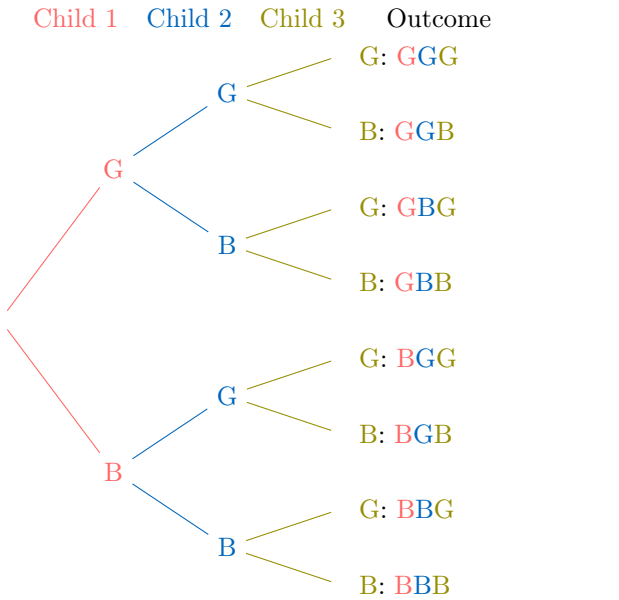 Child 1 Child 2 Child 3 Outcome
G: GGG
G
B: GGB
G
G: GBG
B
B: GBB
G: BGG
G
B: BGB
B
G: BBG
B
B: BBB